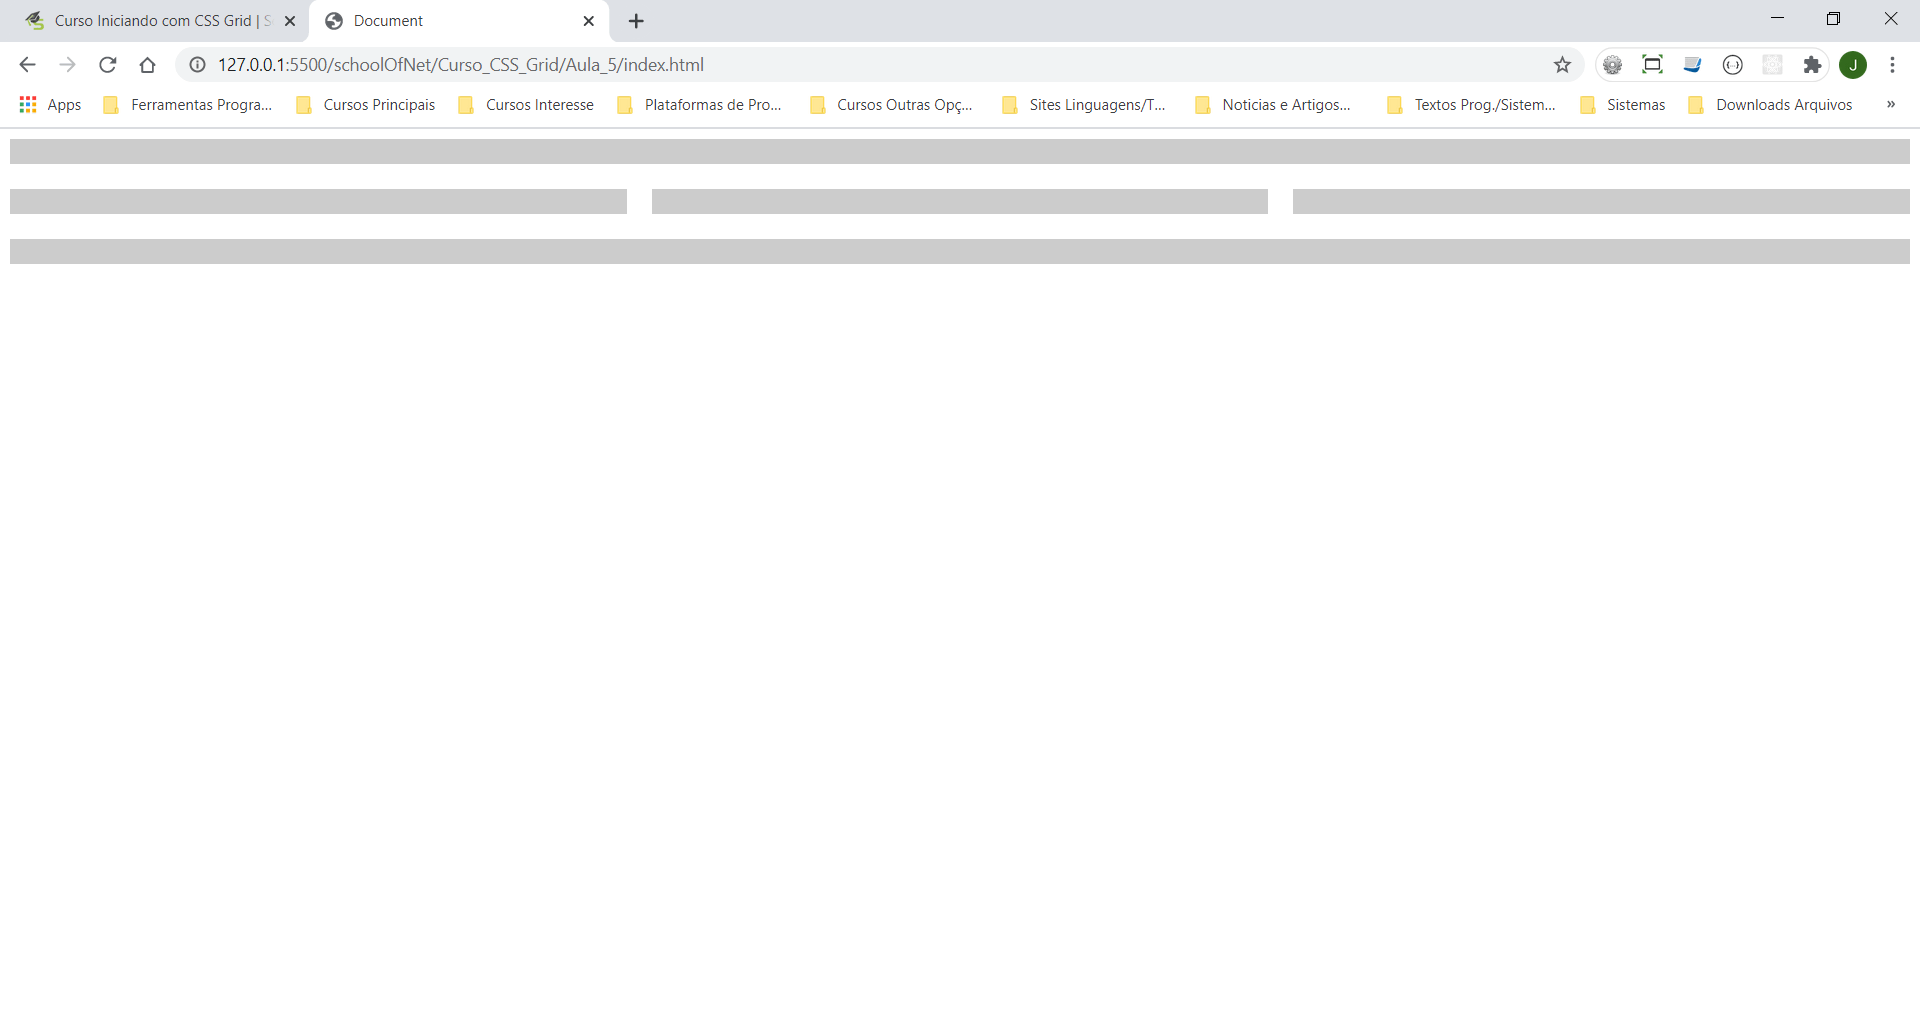 Curso Iniciando com CSS Grid | S
Document
127.0.0.1:5500/schoolOfNet/Curso_CSS_Grid/Aula_5/index.html
J
Apps
Ferramentas Progra...
Cursos Principais
Cursos Interesse
Plataformas de Pro...
Cursos Outras Opç...
Sites Linguagens/T...
Noticias e Artigos...
Textos Prog./Sistem...
Sistemas
Downloads Arquivos
»